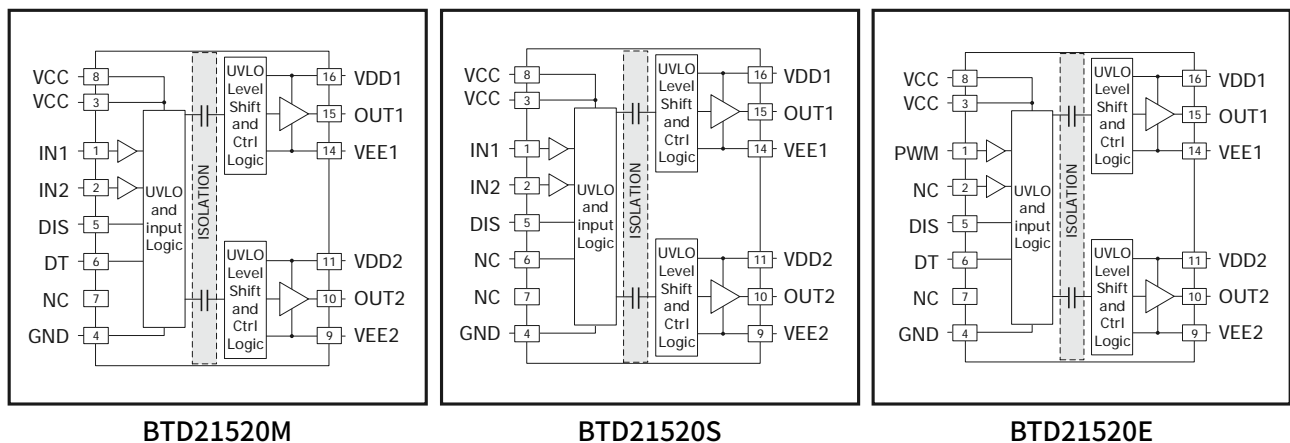 VCC
8
VCC
3
IN1
1
IN2
2
DIS
5
DT
6
NC
7
GND
4
UVLO
and
input
Logic
ISOLATION
UVLO
Level
Shift
and
Ctrl
Logic
16
VDD1
15
OUT1
14
VEE1
UVLO
Level
Shift
and
Ctrl
Logic
11
VDD2
10
OUT2
9
VEE2
BTD21520M
VCC
8
VCC
3
IN1
1
IN2
2
DIS
5
NC
6
NC
7
GND
4
UVLO
and
input
Logic
ISOLATION
UVLO
Level
Shift
and
Ctrl
Logic
16
VDD1
15
OUT1
14
VEE1
UVLO
Level
Shift
and
Ctrl
Logic
11
VDD2
10
OUT2
9
VEE2
BTD21520S
VCC
8
VCC
3
PWM
1
NC
2
DIS
5
DT
6
NC
7
GND
4
UVLO
and
input
Logic
ISOLATION
UVLO
Level
Shift
and
Ctrl
Logic
16
VDD1
15
OUT1
14
VEE1
UVLO
Level
Shift
and
Ctrl
Logic
11
VDD2
10
OUT2
9
VEE2
BTD21520E